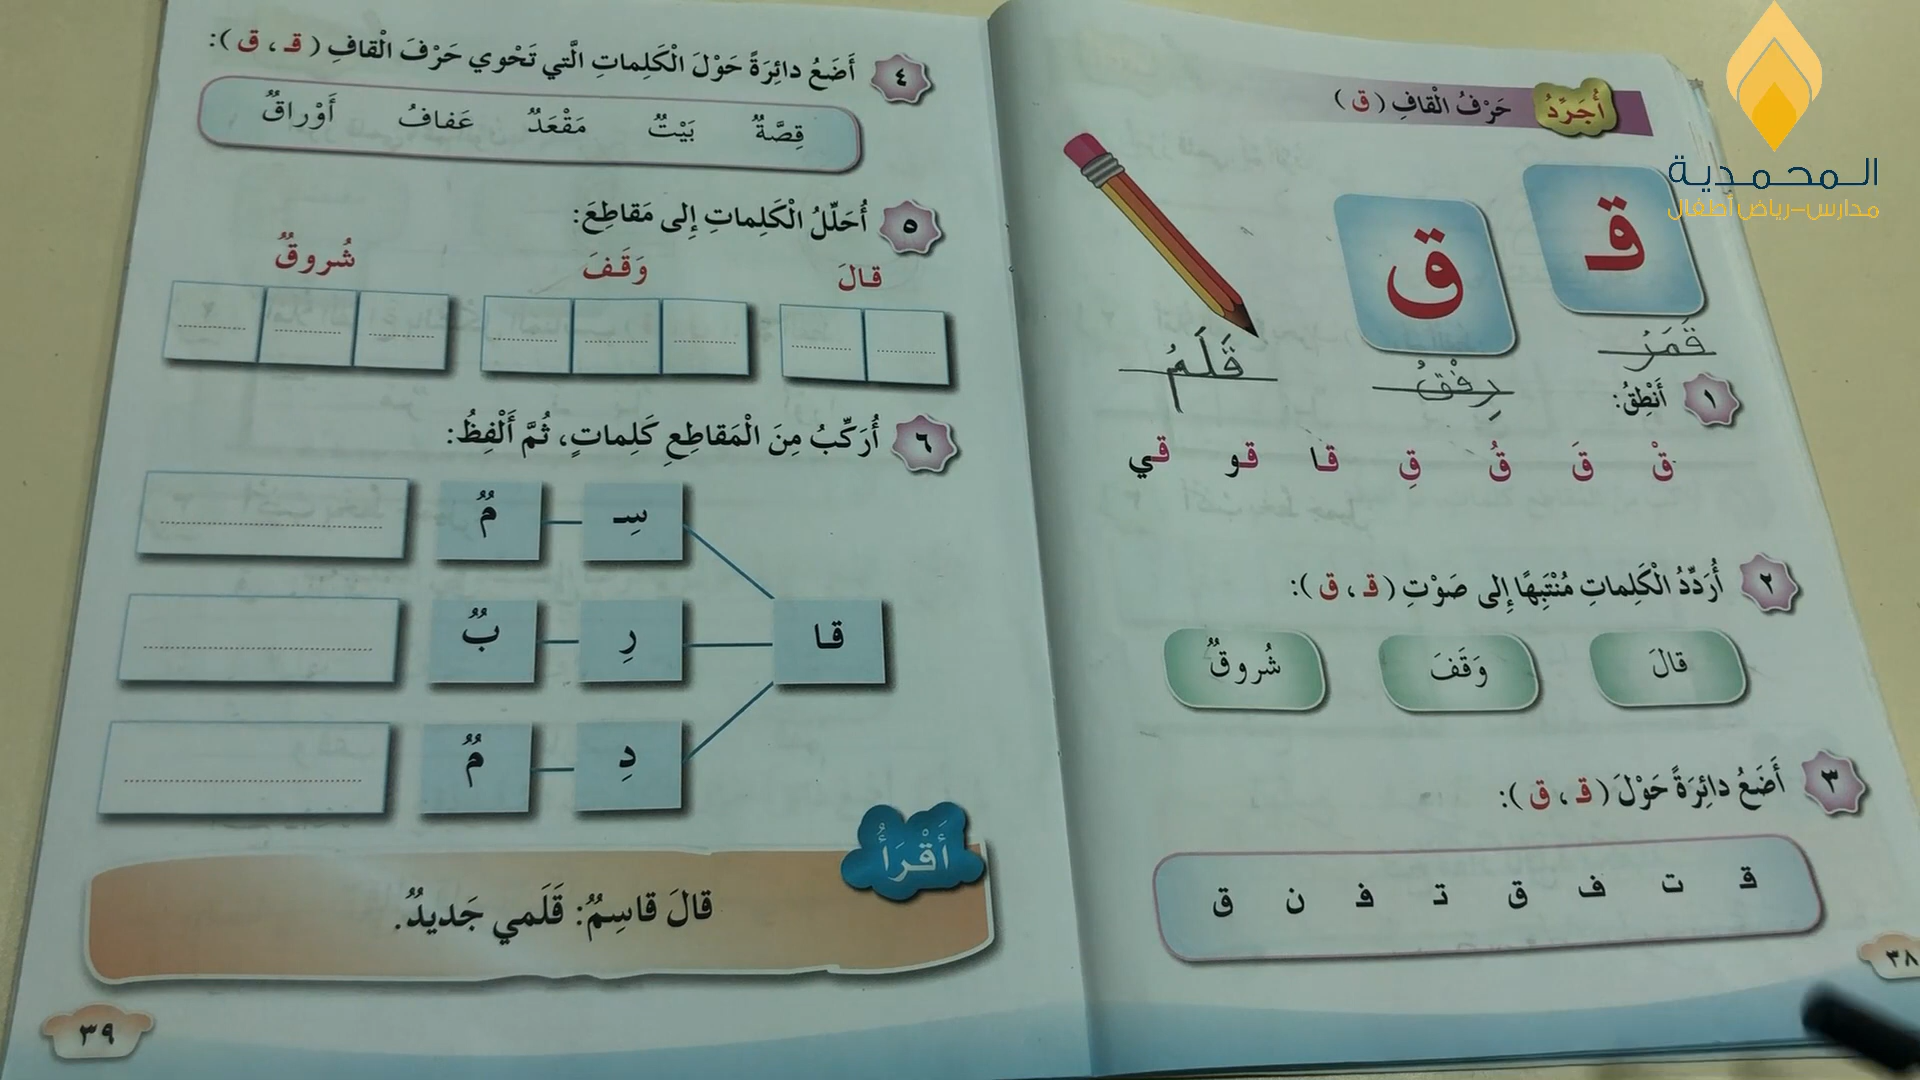 المحمدية
مدارس-رياض أطفال
أُجَرِّدُ حَرْفُ الْقافِ ( ق )
قـ ق
قَمَرُ رِفْقُ قَلَمُ
١ أَنْطِقُ:
قْ قَ قُ قِ قا قو قي
٢ أُرَدِّدُ الْكَلِماتِ مُنْتَبِهًا إِلى صَوْتِ ( قـ ، ق ):
قالَ وَقَفَ شُروقٌ
٣ أَضَعُ دائِرَةً حَوْلَ ( قـ ، ق ):
قـ ت ف ق تـ فـ ن ق
٣٨
٤ أَضَعُ دائِرَةً حَوْلَ الْكَلِماتِ الَّتي تَحْوي حَرْفَ الْقافِ ( قـ ، ق ):
قِصَّةٌ بَيْتٌ مَقْعَدٌ عَفافُ أَوْراقٌ
٥ أُحَلِّلُ الْكَلِماتِ إِلى مَقاطِعَ:
قالَ وَقَفَ شُروقٌ
٦ أُرَكِّبُ مِنَ الْمَقاطِعِ كَلِماتٍ، ثُمَّ أَلْفِظُ:
سِـ مٌ
قا رِ بٌ
دِ مٌ
أَقْرَأُ
قالَ قاسِمٌ: قَلَمي جَديدٌ.
٣٩